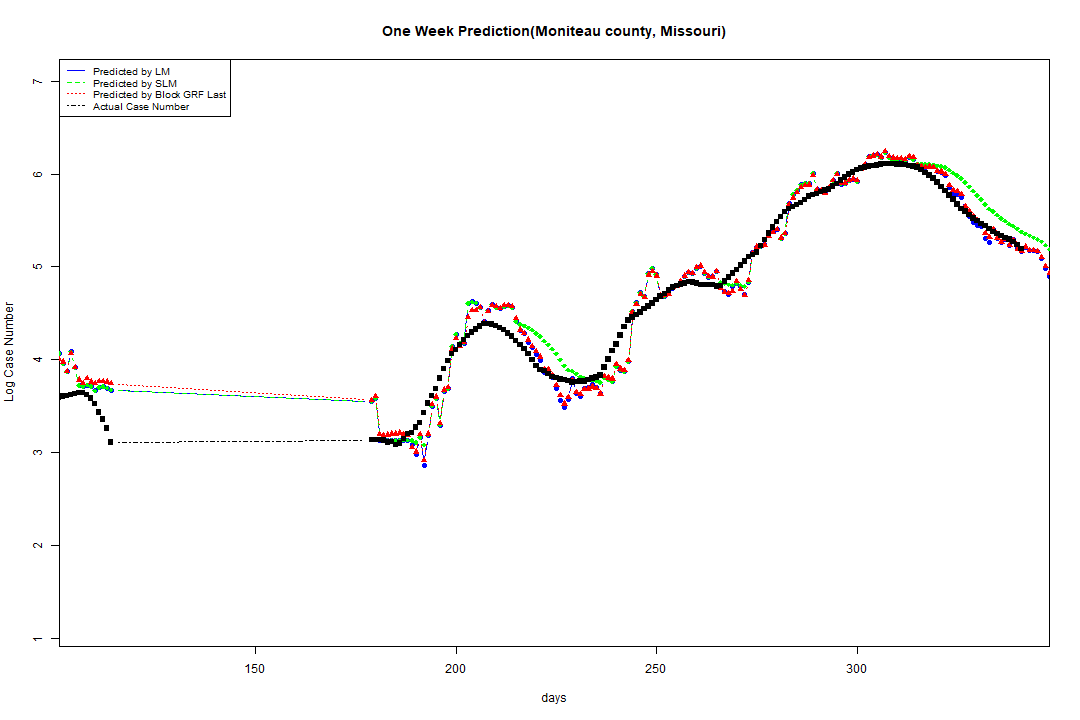 One Week Prediction(Moniteau county, Missouri)
Predicted by LM
Predicted by SLM
Predicted by Block GRF Last
Actual Case Number
Log Case Number
7
6
5
4
3
2
1
150 200 250 300
days